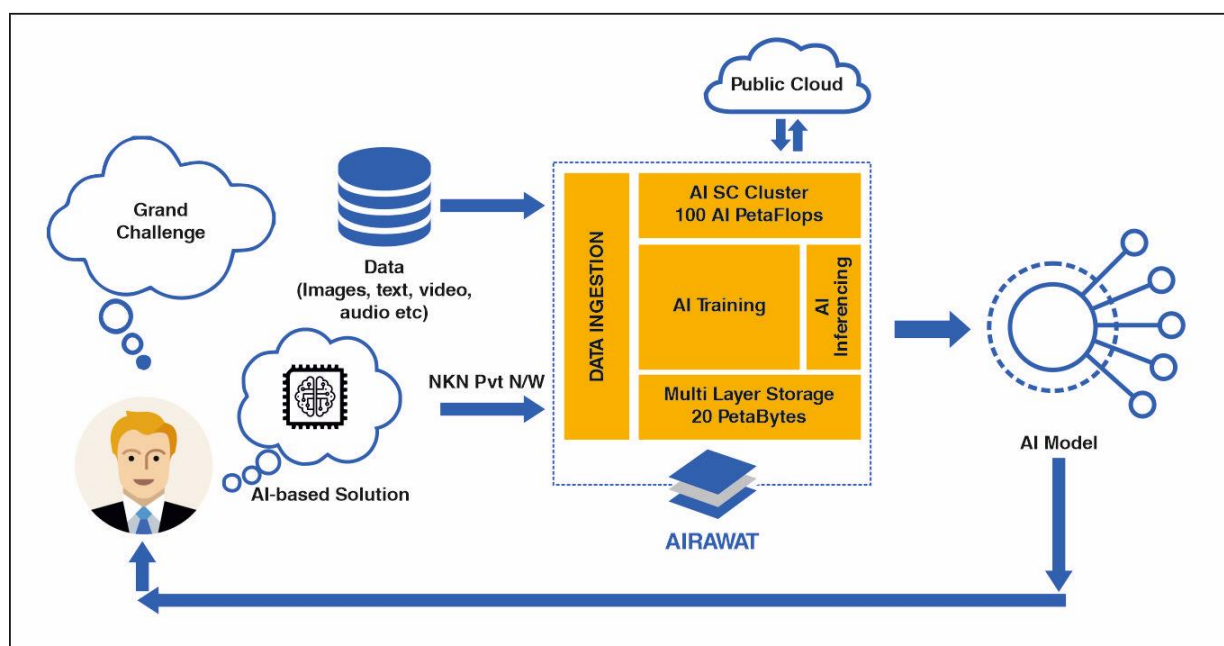 Public Cloud
Grand
Challenge
Data
(Images, text, video,
audio etc)
NKN Pvt N/W
AI-based Solution
DATA INGESTION
AI SC Cluster
100 AI PetaFlops
AI Training
AI
Inferencing
Multi Layer Storage
20 PetaBytes
AIRAWAT
AI Model